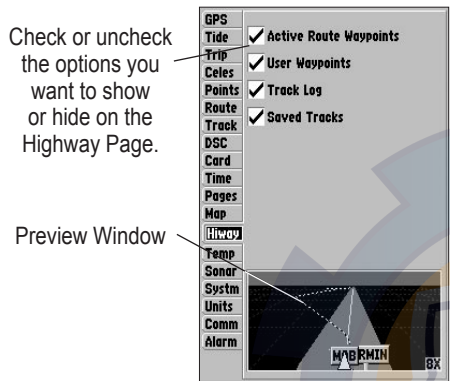 Check or uncheck
the options you
want to show
or hide on the
Highway Page.
Preview Window
GPS
Tide
Trip
Celes
Points
Route
Track
DSC
Card
Time
Pages
Map
Hiway
Temp
Sonar
Systm
Units
Comm
Alarm
Active Route Waypoints
User Waypoints
Track Log
Saved Tracks
MOB RMIN
8X